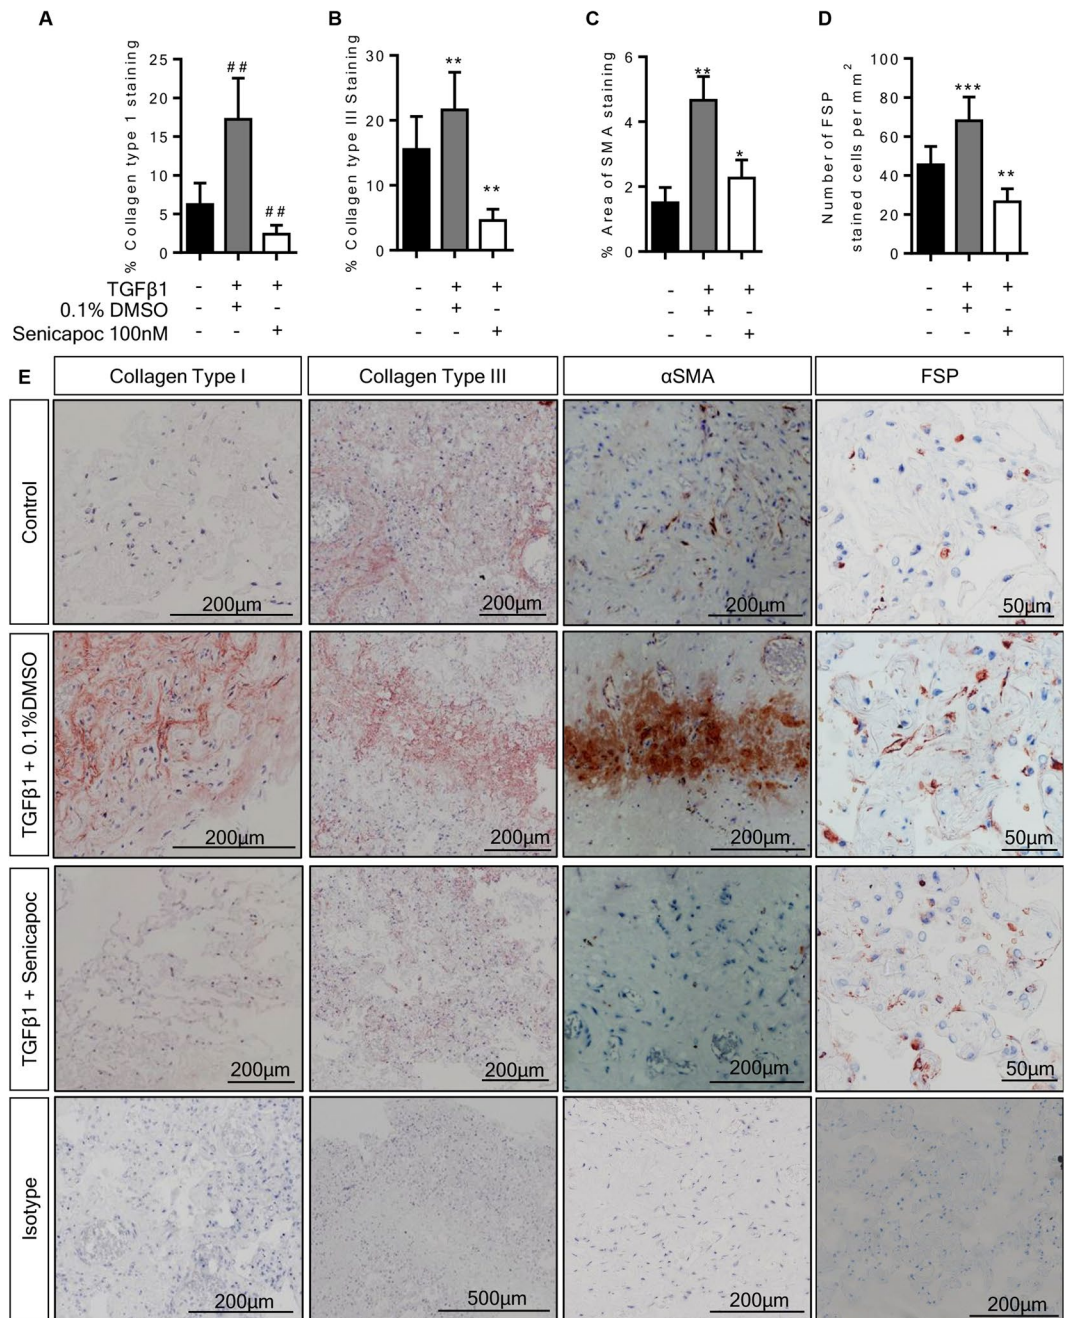 A
B
C
D
% Collagen type 1 staining
25
20
15
10
5
0
##
##
% Collagen type III Staining
30
20
10
0
**
**
% Area of SMA staining
6
4
2
0
**
*
Number of FSP
stained cells per mm²
100
80
60
40
20
0
***
**
TGFβ1 - + + - + + - + + - + +
0.1% DMSO - + - + - + - +
Senicapoc 100nM - + - + - + - +
E
Collagen Type I
Collagen Type III
αSMA
FSP
Control
200µm
200µm
200µm
50µm
TGFβ1 + 0.1%DMSO
200µm
200µm
200µm
50µm
TGFβ1 + Senicapoc
200µm
200µm
200µm
50µm
Isotype
200µm
500µm
200µm
200µm